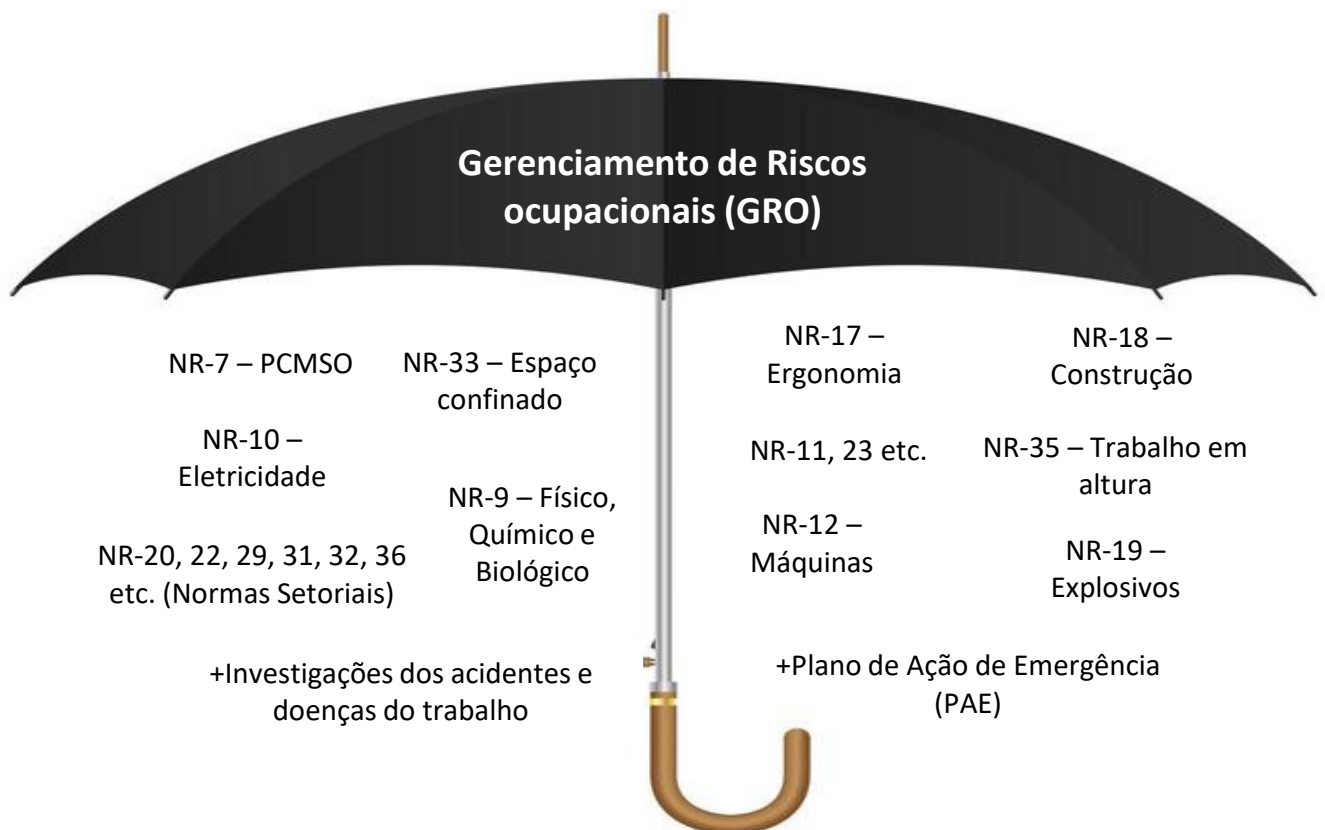 Gerenciamento de Riscos
ocupacionais (GRO)
NR-7 – PCMSO
NR-33 – Espaço
confinado
NR-10 –
Eletricidade
NR-9 – Físico,
Químico e
Biológico
NR-20, 22, 29, 31, 32, 36
etc. (Normas Setoriais)
+Investigações dos acidentes e
doenças do trabalho
NR-17 –
Ergonomia
NR-18 –
Construção
NR-11, 23 etc.
NR-35 – Trabalho em
altura
NR-12 –
Máquinas
NR-19 –
Explosivos
+Plano de Ação de Emergência
(PAE)